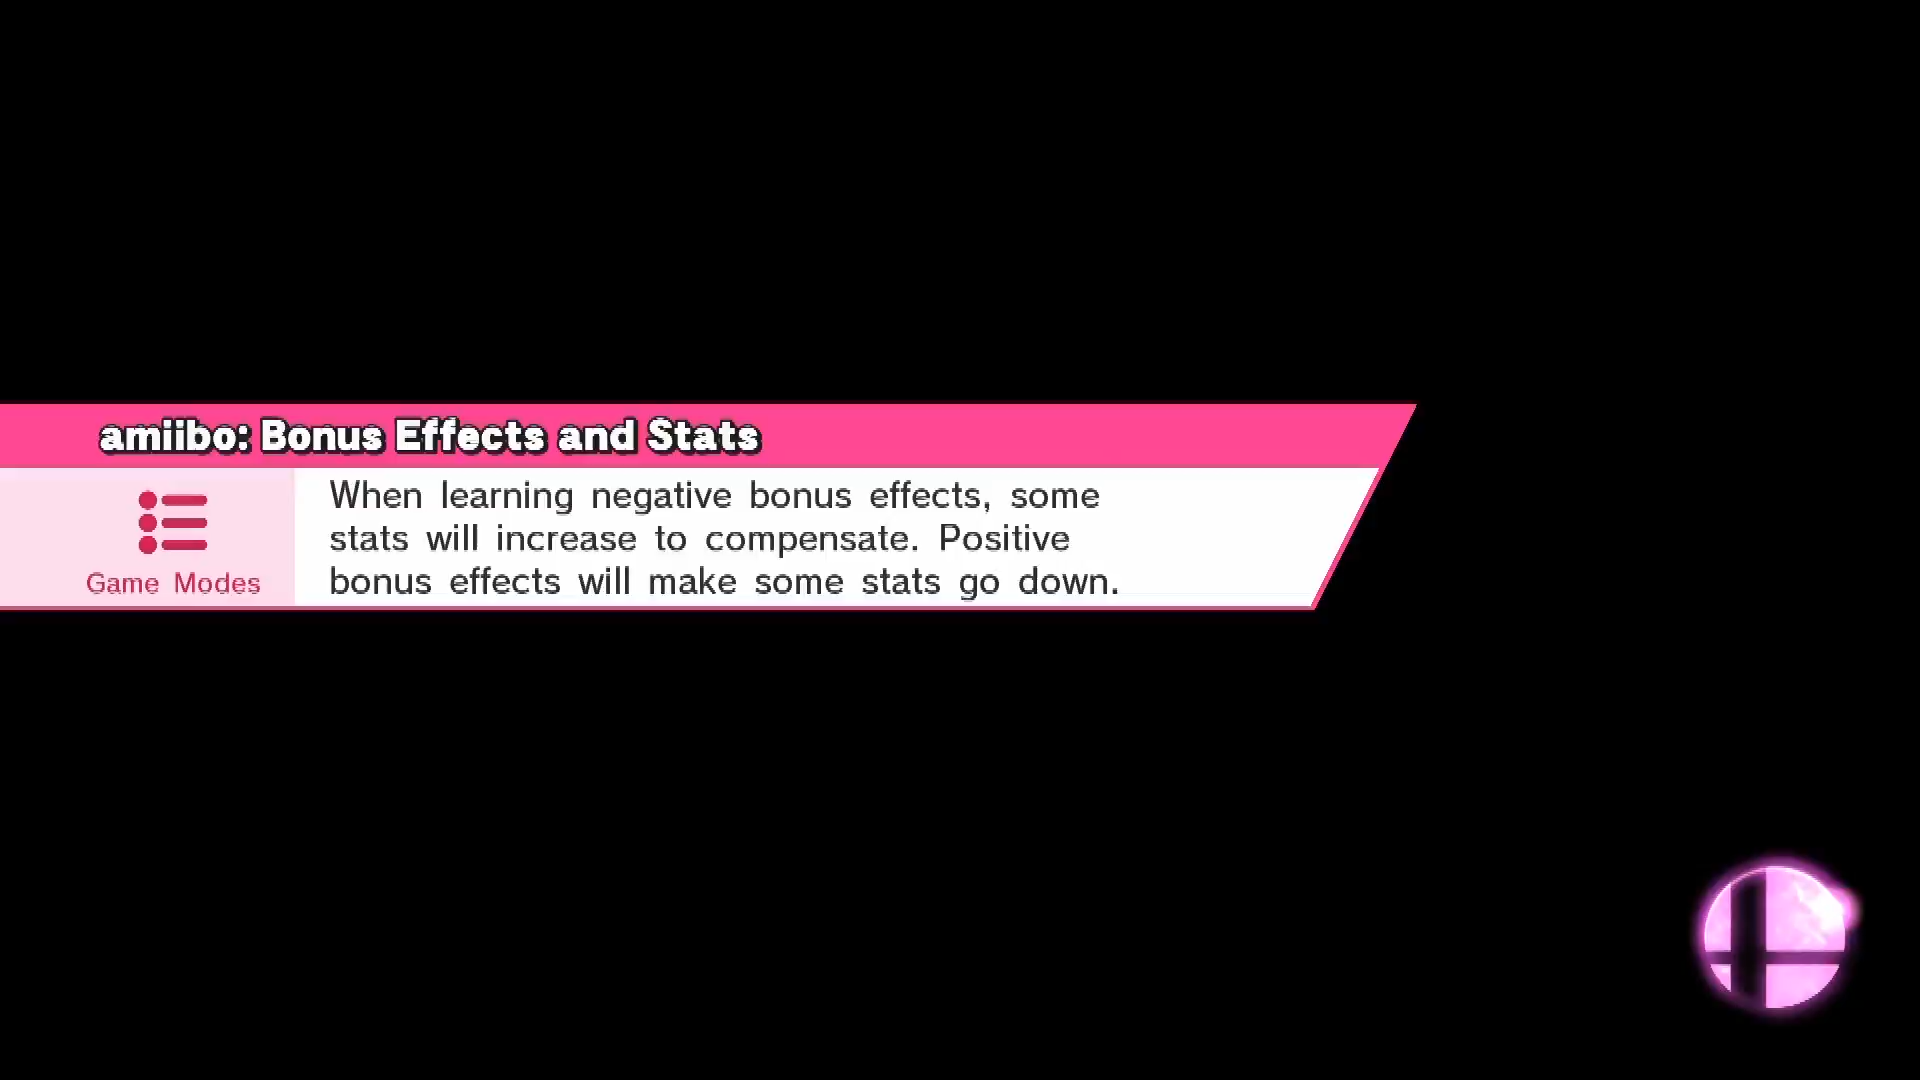 amiibo: Bonus Effects and Stats
Game Modes
When learning negative bonus effects, some
stats will increase to compensate. Positive
bonus effects will make some stats go down.